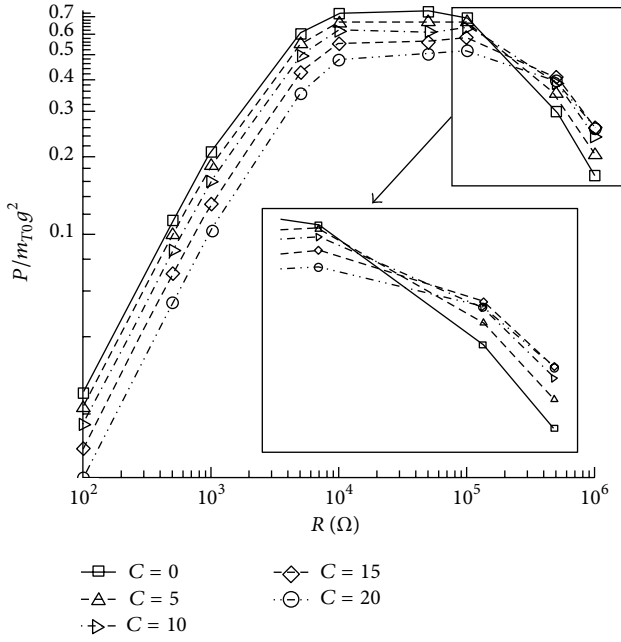 0.7
0.6
0.5
0.4
0.3
0.2
0.1
P/m_{T0}g^2
10^2
10^3
10^4
10^5
10^6
R (Ω)
C = 0
C = 5
C = 10
C = 15
C = 20